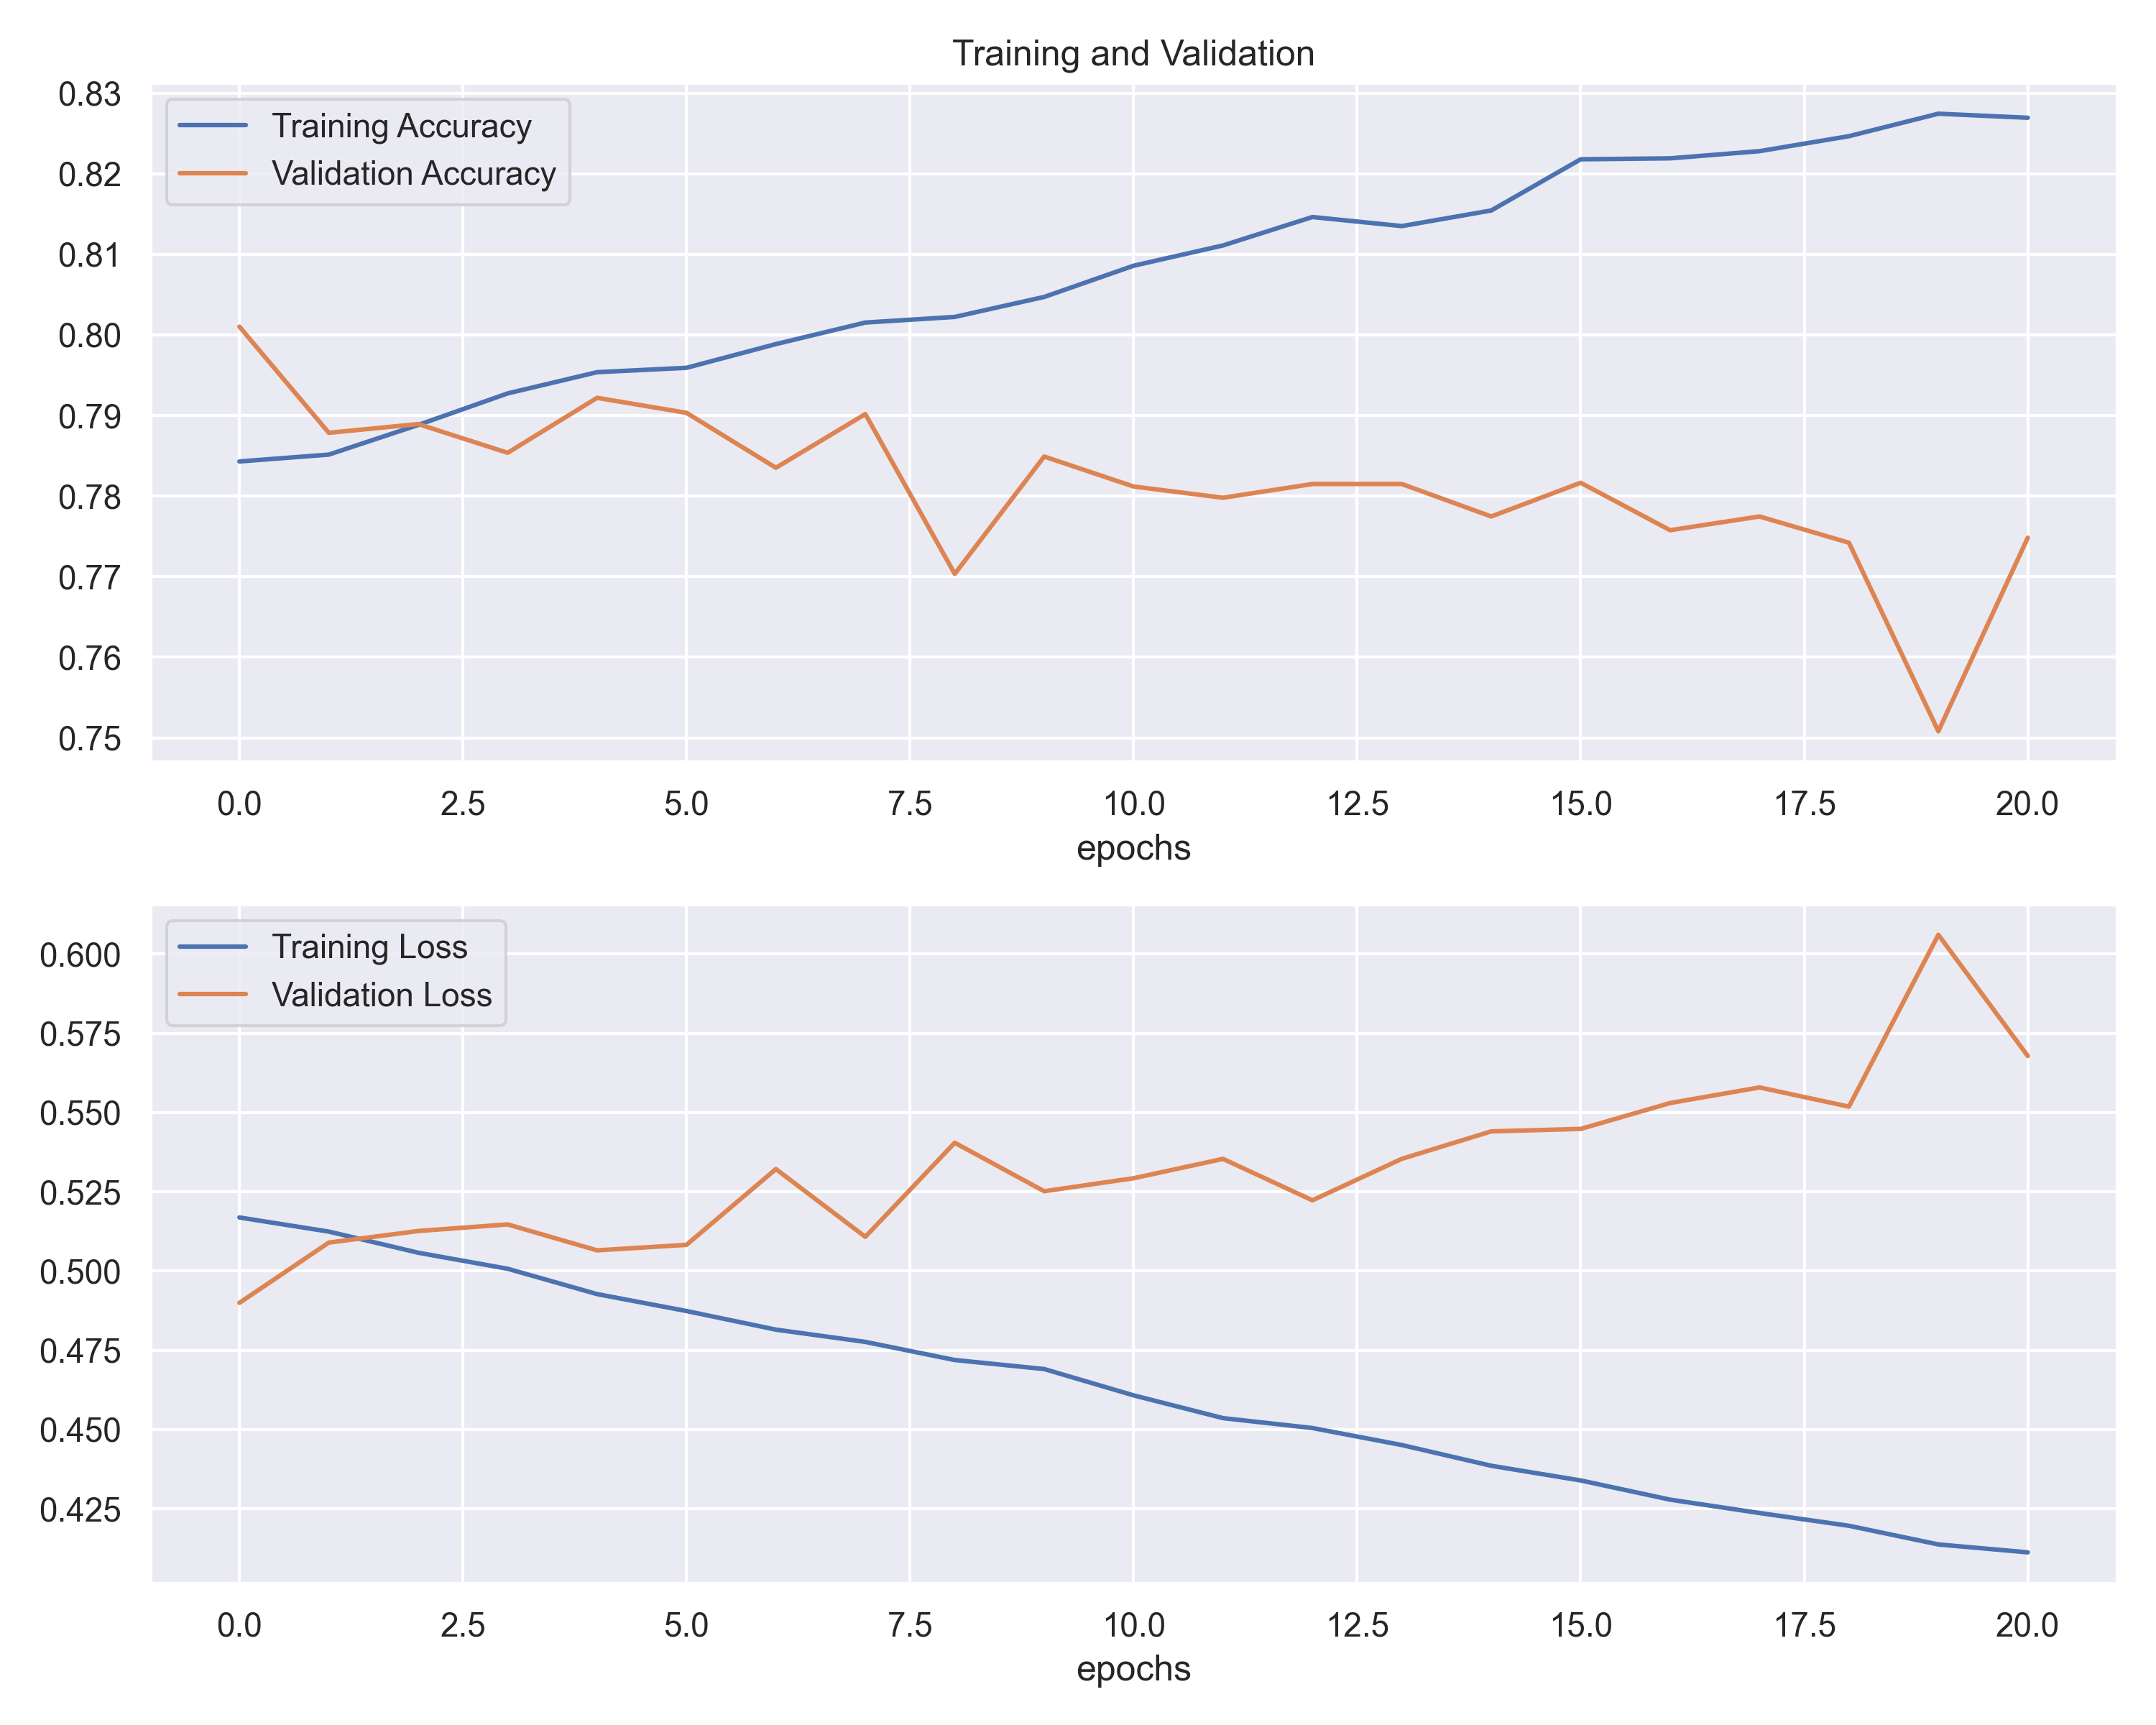 Training and Validation
0.83
0.82
0.81
0.80
0.79
0.78
0.77
0.76
0.75
Training Accuracy
Validation Accuracy
0.0 2.5 5.0 7.5 10.0 12.5 15.0 17.5 20.0
epochs
0.600
0.575
0.550
0.525
0.500
0.475
0.450
0.425
Training Loss
Validation Loss
0.0 2.5 5.0 7.5 10.0 12.5 15.0 17.5 20.0
epochs